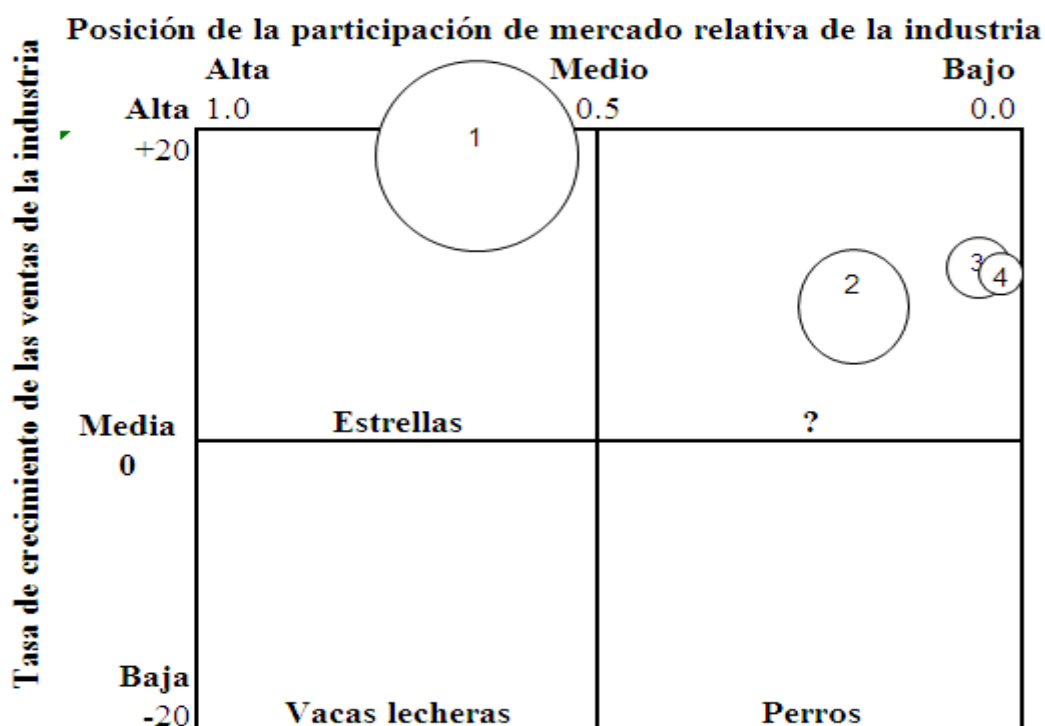 Posición de la participación de mercado relativa de la industria
Alta Medio Bajo
Alta 1.0 0.5 0.0
+20
Tasa de crecimiento de las ventas de la industria
1
2
3
4
Media Estrellas ?
0
Baja
-20 Vacas lecheras Perros